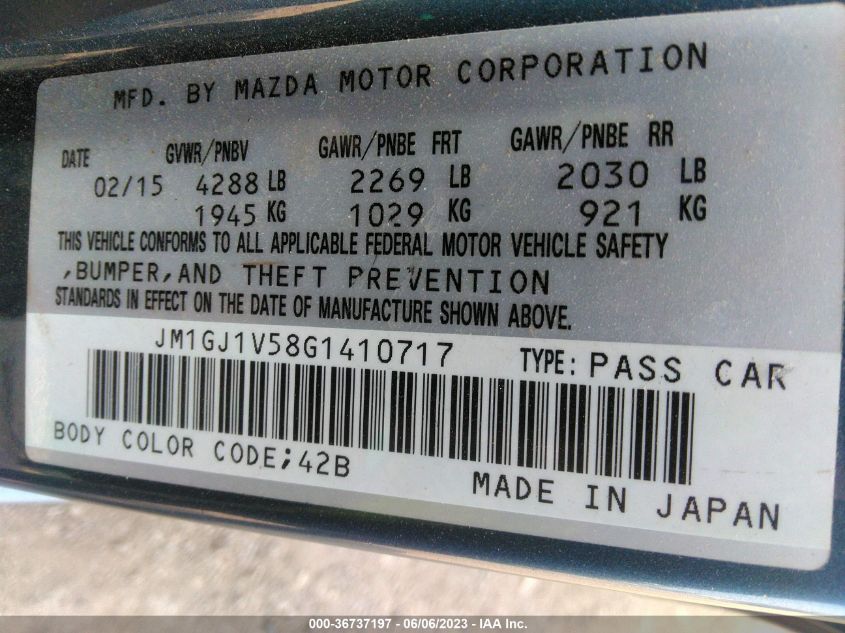 MFD. BY MAZDA MOTOR CORPORATION
DATE GVWR/PNBV GAWR/PNBE FRT GAWR/PNBE RR
02/15 4288 LB 2269 LB 2030 LB
1945 KG 1029 KG 921 KG
THIS VEHICLE CONFORMS TO ALL APPLICABLE FEDERAL MOTOR VEHICLE SAFETY
,BUMPER,AND THEFT PREVENTION
STANDARDS IN EFFECT ON THE DATE OF MANUFACTURE SHOWN ABOVE.
JM1GJ1V58G1410717 TYPE: PASS CAR
BODY COLOR CODE;42B
MADE IN JAPAN
000-36737197 - 06/06/2023 - IAA Inc.